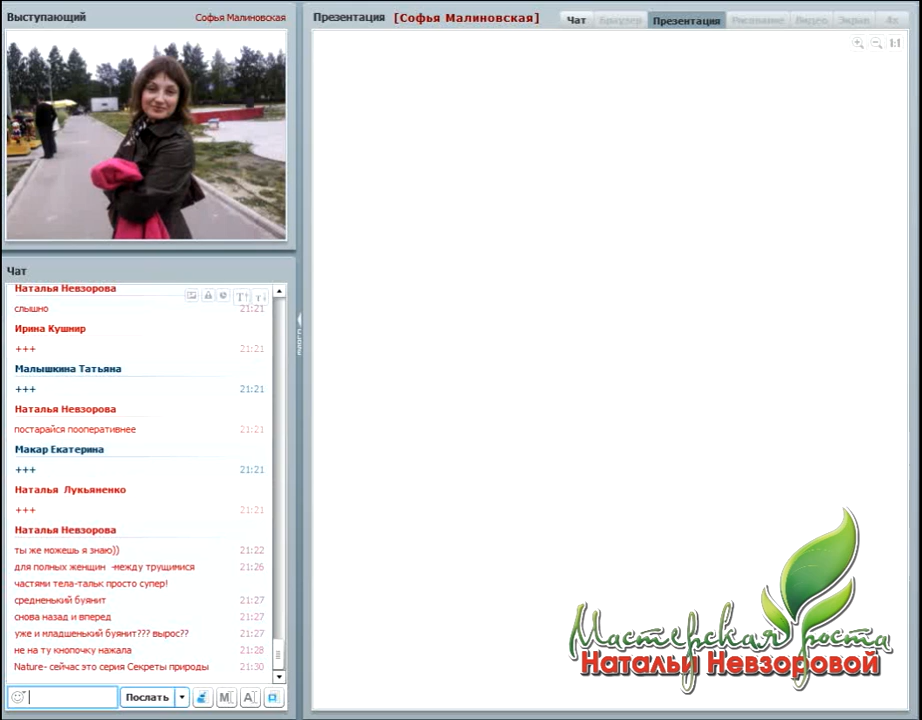 Выступающий
Софья Малиновская
Презентация [Софья Малиновская]
Чат
Браузер
Презентация
Рисование
Видео
Экран
4x
1:1
Чат
Наталья Невзорова
слышно 21:21
Ирина Кушнир
+++ 21:21
Малышкина Татьяна
+++ 21:21
Наталья Невзорова
постарайся пооперативнее 21:21
Макар Екатерина
+++ 21:21
Наталья Лукьяненко
+++ 21:21
Наталья Невзорова
ты же можешь я знаю)) 21:22
для полных женщин -между трущимися 21:26
частями тела-тальк просто супер!
средненький буянит 21:27
снова назад и вперед 21:27
уже и младшенький буянит??? вырос?? 21:27
не на ту кнопочку нажала 21:28
Nature- сейчас это серия Секреты природы 21:30
Послать
Мастерская роста
Натальи Невзоровой